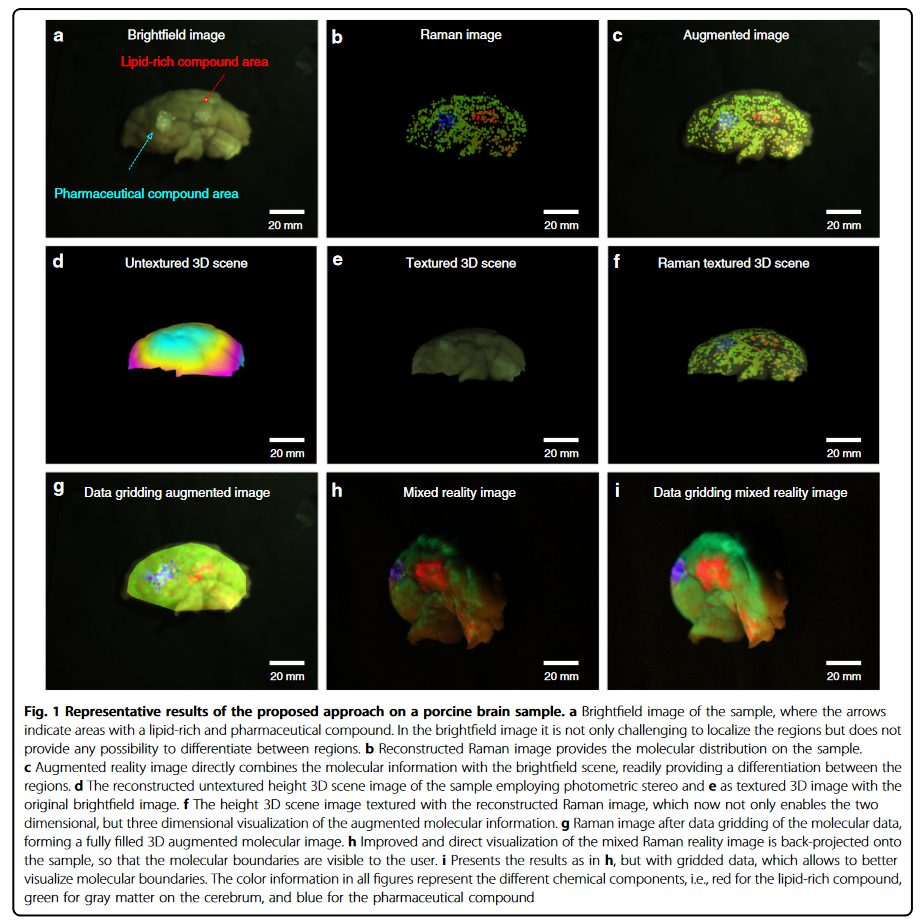 a
Brightfield image
Lipid-rich compound area
Pharmaceutical compound area
20 mm
b
Raman image
20 mm
c
Augmented image
20 mm
d
Untextured 3D scene
20 mm
e
Textured 3D scene
20 mm
f
Raman textured 3D scene
20 mm
g
Data gridding augmented image
20 mm
h
Mixed reality image
20 mm
i
Data gridding mixed reality image
20 mm
Fig. 1 Representative results of the proposed approach on a porcine brain sample. a Brightfield image of the sample, where the arrows
indicate areas with a lipid-rich and pharmaceutical compound. In the brightfield image it is not only challenging to localize the regions but does not
provide any possibility to differentiate between regions. b Reconstructed Raman image provides the molecular distribution on the sample.
c Augmented reality image directly combines the molecular information with the brightfield scene, readily providing a differentiation between the
regions. d The reconstructed untextured height 3D scene image of the sample employing photometric stereo and e as textured 3D image with the
original brightfield image. f The height 3D scene image textured with the reconstructed Raman image, which now not only enables the two
dimensional, but three dimensional visualization of the augmented molecular information. g Raman image after data gridding of the molecular data,
forming a fully filled 3D augmented molecular image. h Improved and direct visualization of the mixed Raman reality image is back-projected onto
the sample, so that the molecular boundaries are visible to the user. i Presents the results as in h, but with gridded data, which allows to better
visualize molecular boundaries. The color information in all figures represent the different chemical components, i.e., red for the lipid-rich compound,
green for gray matter on the cerebrum, and blue for the pharmaceutical compound